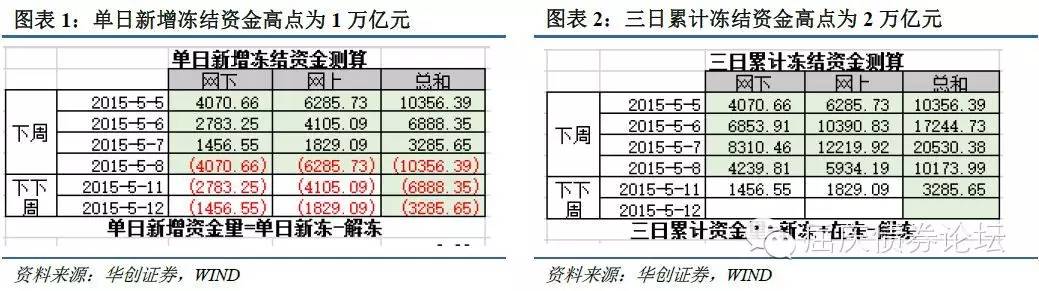 图表 1：单日新增冻结资金高点为 1 万亿元
单日新增冻结资金测算
网下 网上 总和
下周 2015-5-5 4070.66 6285.73 10356.39
2015-5-6 2783.25 4105.09 6888.35
2015-5-7 1456.55 1829.09 3285.65
2015-5-8 (4070.66) (6285.73) (10356.39)
下下周 2015-5-11 (2783.25) (4105.09) (6888.35)
2015-5-12 (1456.55) (1829.09) (3285.65)
单日新增资金量=单日新冻-解冻
资料来源：华创证券，WIND
图表 2：三日累计冻结资金高点为 2 万亿元
三日累计冻结资金测算
网下 网上 总和
下周 2015-5-5 4070.66 6285.73 10356.39
2015-5-6 6853.91 10390.83 17244.73
2015-5-7 8310.46 12219.92 20530.38
2015-5-8 4239.81 5934.19 10173.99
下下周 2015-5-11 1456.55 1829.09 3285.65
2015-5-12
三日累计资金 新冻+在冻-解冻
屈庆债券论坛
资料来源：华创证券，WIND